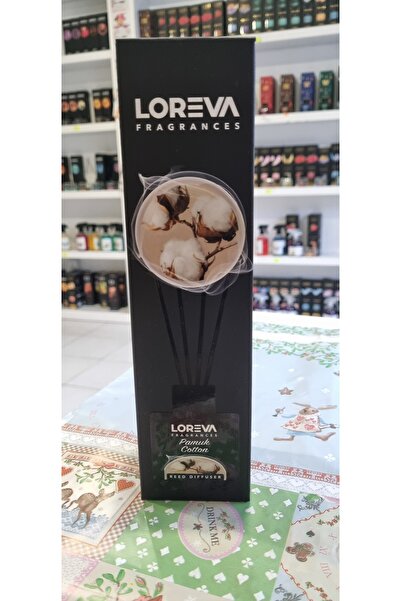 LOREVA
FRAGRANCES
LOREVA
FRAGRANCES
Pamuk
Cotton
REED DIFFUSER
DRINK ME